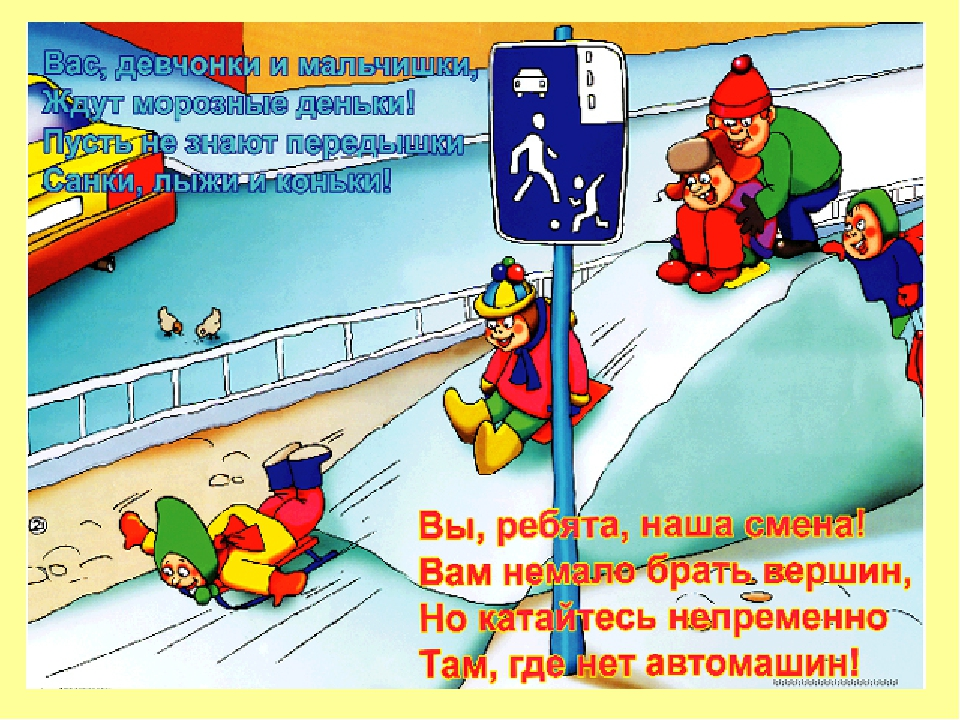 Вас, девчонки и мальчишки,
Ждут морозные деньки!
Пусть не знают передышки
Санки, лыжи и коньки!
2
Вы, ребята, наша смена!
Вам немало брать вершин,
Но катайтесь непременно
Там, где нет автомашин!